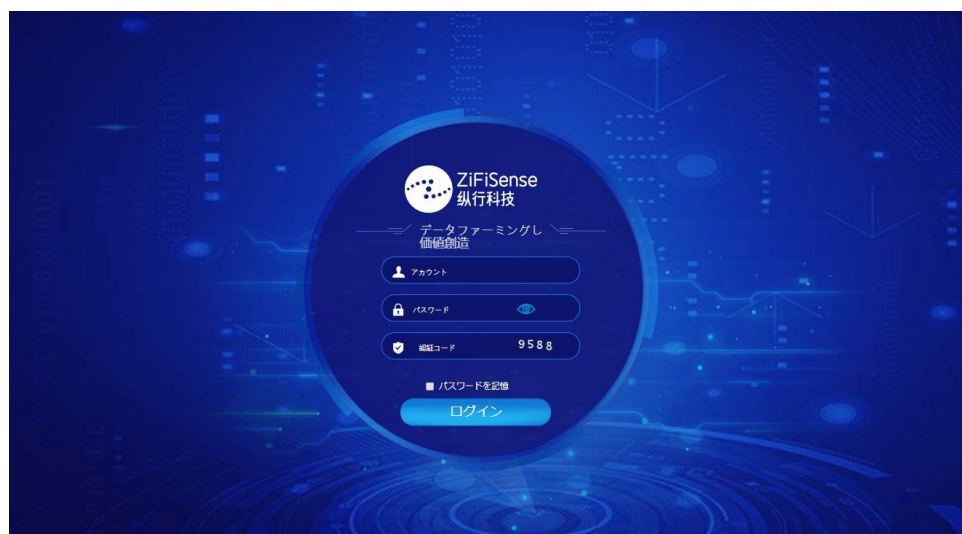 ZiFiSense
纵行科技
データファーミングし
価値創造
アカウント
パスワード
認証コード 9588
パスワードを記憶
ログイン